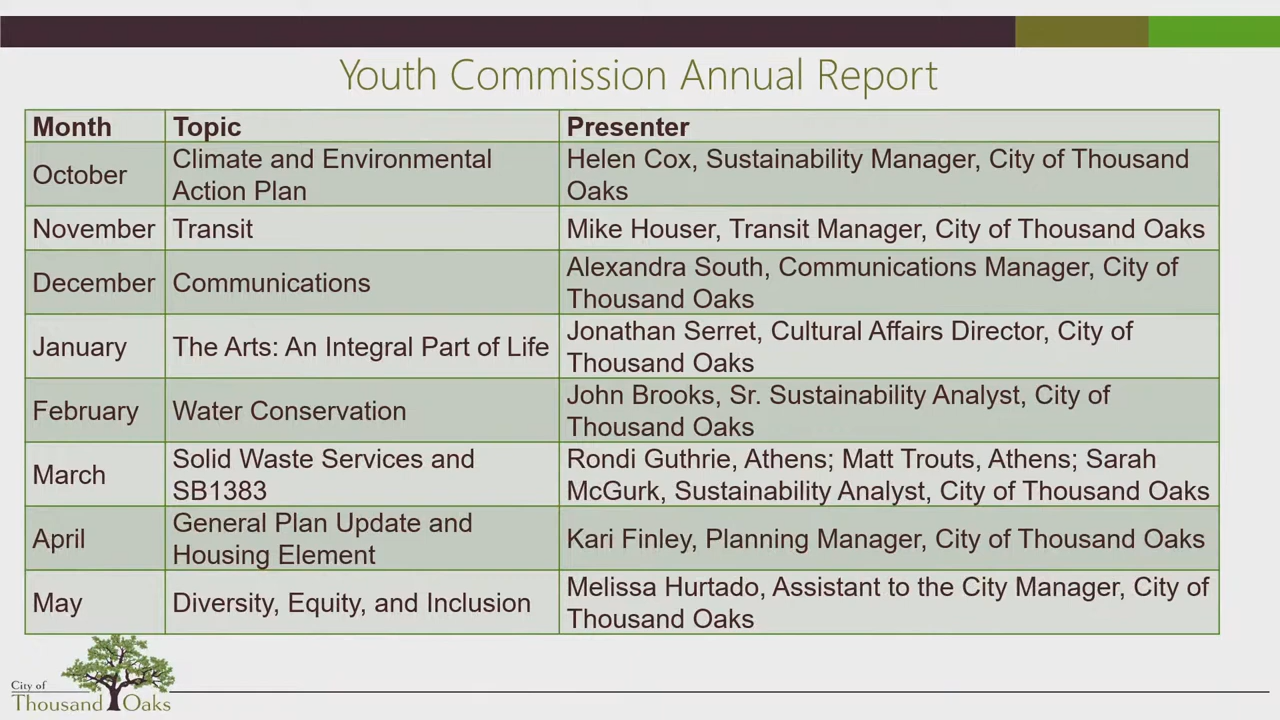 Youth Commission Annual Report
Month Topic Presenter
October Climate and Environmental Action Plan Helen Cox, Sustainability Manager, City of Thousand Oaks
November Transit Mike Houser, Transit Manager, City of Thousand Oaks
December Communications Alexandra South, Communications Manager, City of Thousand Oaks
January The Arts: An Integral Part of Life Jonathan Serret, Cultural Affairs Director, City of Thousand Oaks
February Water Conservation John Brooks, Sr. Sustainability Analyst, City of Thousand Oaks
March Solid Waste Services and SB1383 Rondi Guthrie, Athens; Matt Trouts, Athens; Sarah McGurk, Sustainability Analyst, City of Thousand Oaks
April General Plan Update and Housing Element Kari Finley, Planning Manager, City of Thousand Oaks
May Diversity, Equity, and Inclusion Melissa Hurtado, Assistant to the City Manager, City of Thousand Oaks
City of
Thousand Oaks